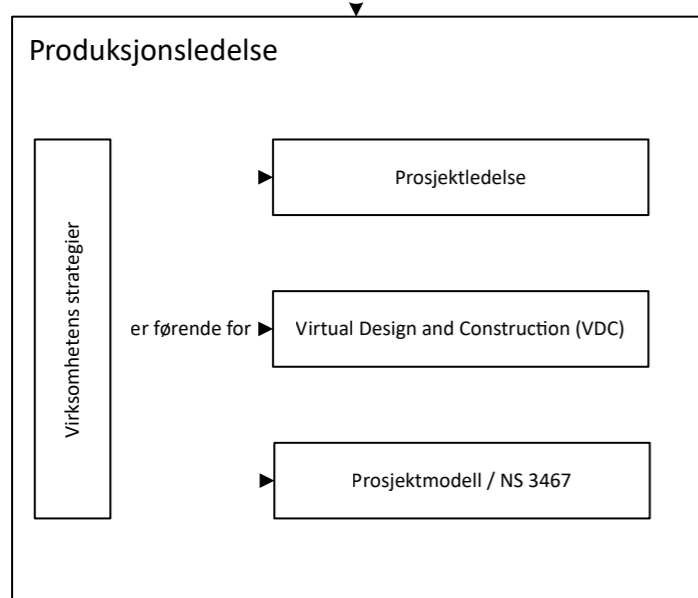 Produksjonsledelse
Virksomhetens strategier
Prosjektledelse
er førende for
Virtual Design and Construction (VDC)
Prosjektmodell / NS 3467